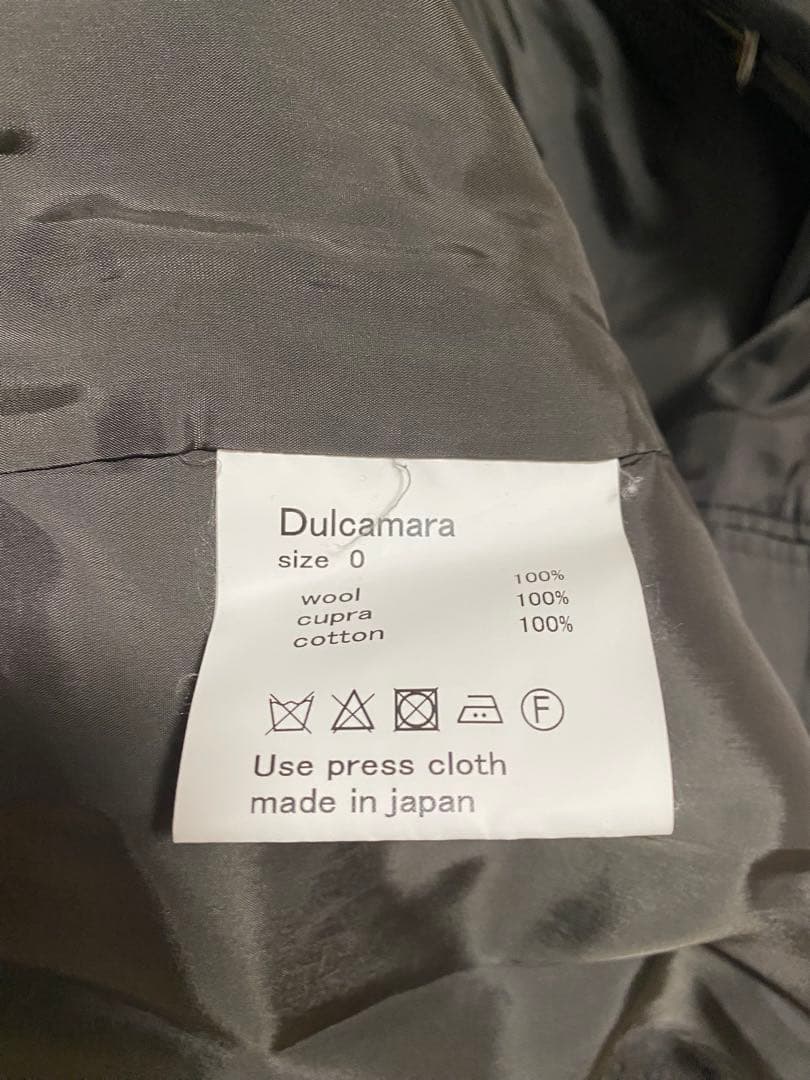 Dulcamara
size 0
wool 100%
cupra 100%
cotton 100%
F
Use press cloth
made in japan